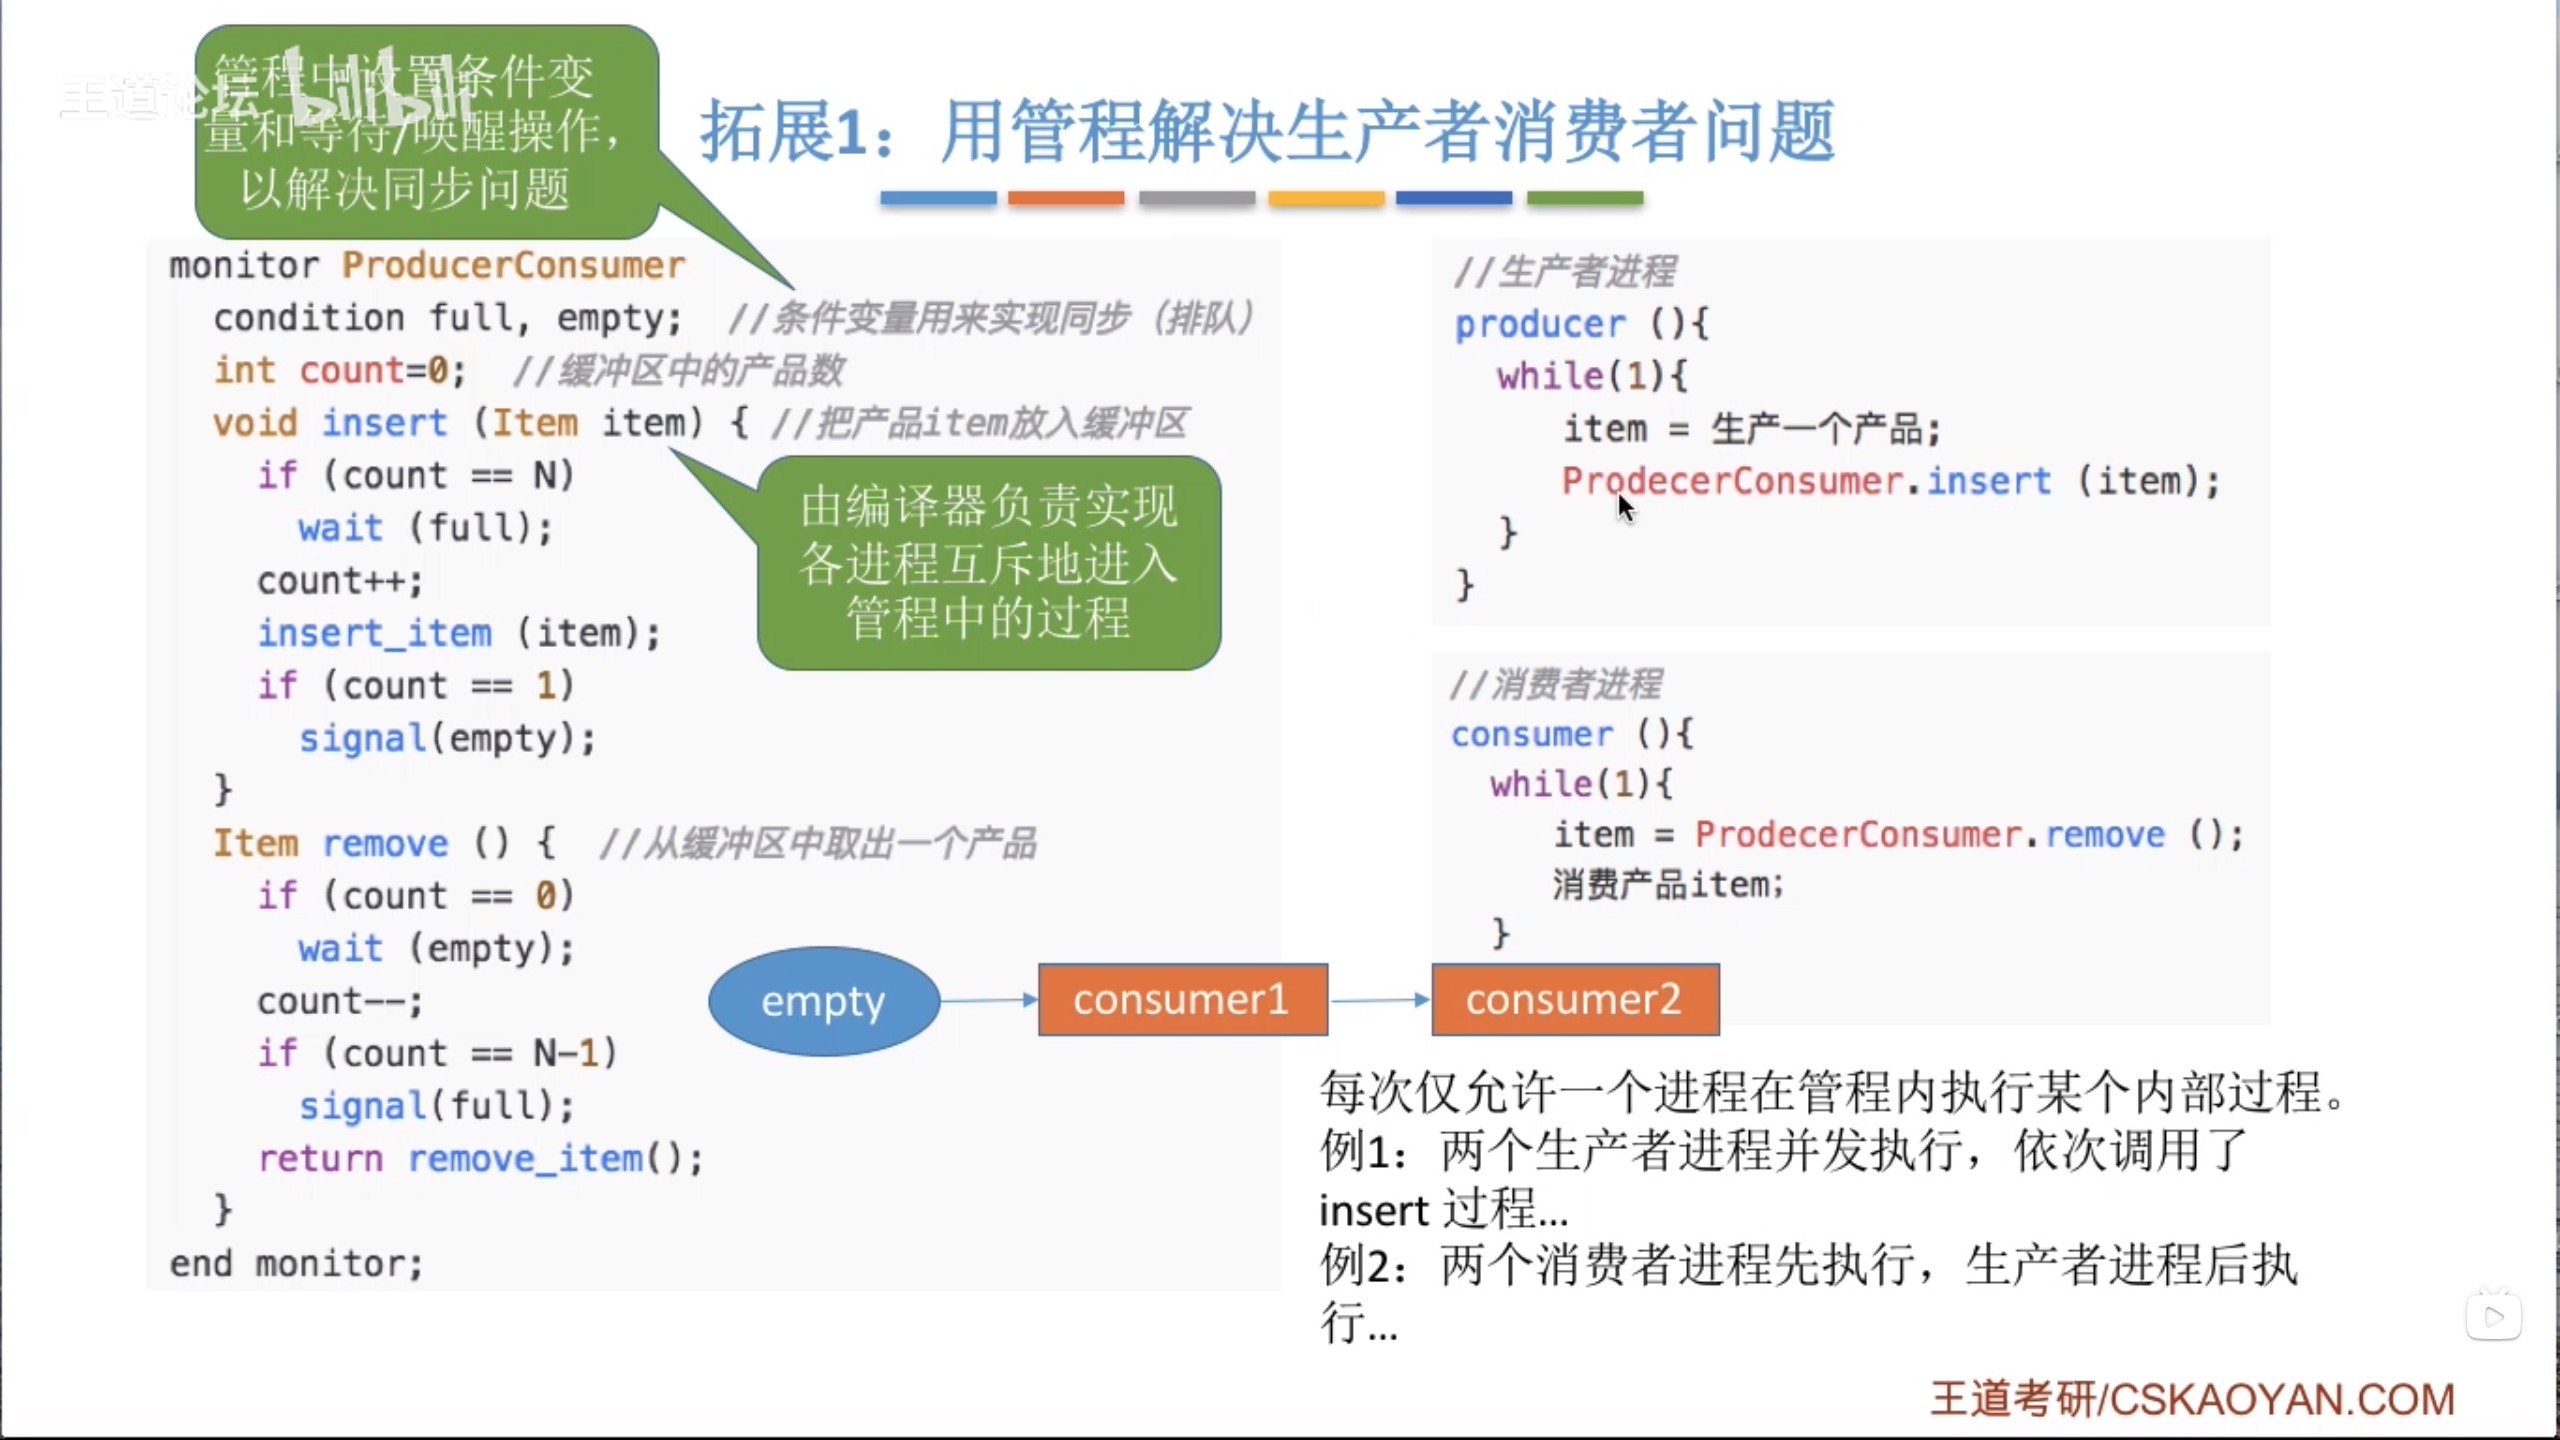 王道论坛 bilibili
管程中设置条件变
量和等待/唤醒操作，
以解决同步问题
拓展1：用管程解决生产者消费者问题
monitor ProducerConsumer
condition full, empty; //条件变量用来实现同步（排队）
int count=0; //缓冲区中的产品数
void insert (Item item) { //把产品item放入缓冲区
if (count == N)
wait (full);
count++;
insert_item (item);
if (count == 1)
signal(empty);
}
Item remove () { //从缓冲区中取出一个产品
if (count == 0)
wait (empty);
count--;
if (count == N-1)
signal(full);
return remove_item();
}
end monitor;
由编译器负责实现
各进程互斥地进入
管程中的过程
//生产者进程
producer (){
while(1){
item = 生产一个产品;
ProdecerConsumer.insert (item);
}
}
//消费者进程
consumer (){
while(1){
item = ProdecerConsumer.remove ();
消费产品item;
}
empty
consumer1
consumer2
每次仅允许一个进程在管程内执行某个内部过程。
例1：两个生产者进程并发执行，依次调用了
insert 过程...
例2：两个消费者进程先执行，生产者进程后执
行...
王道考研/CSKAOYAN.COM